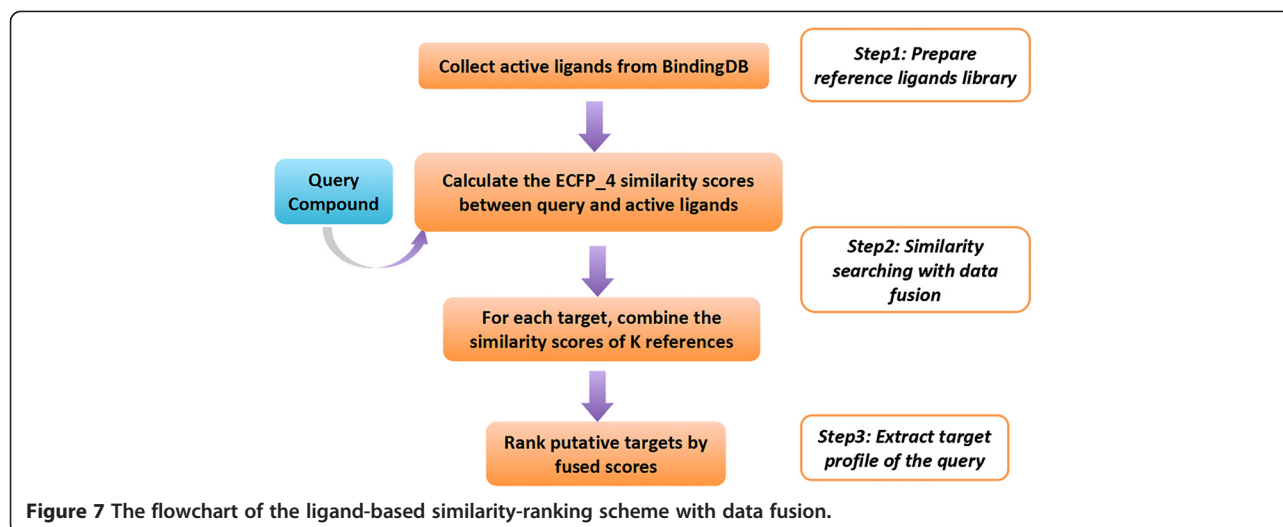 Collect active ligands from BindingDB
Step1: Prepare
reference ligands library
Query
Compound
Calculate the ECFP_4 similarity scores
between query and active ligands
Step2: Similarity
searching with data
fusion
For each target, combine the
similarity scores of K references
Rank putative targets by
fused scores
Step3: Extract target
profile of the query
Figure 7 The flowchart of the ligand-based similarity-ranking scheme with data fusion.